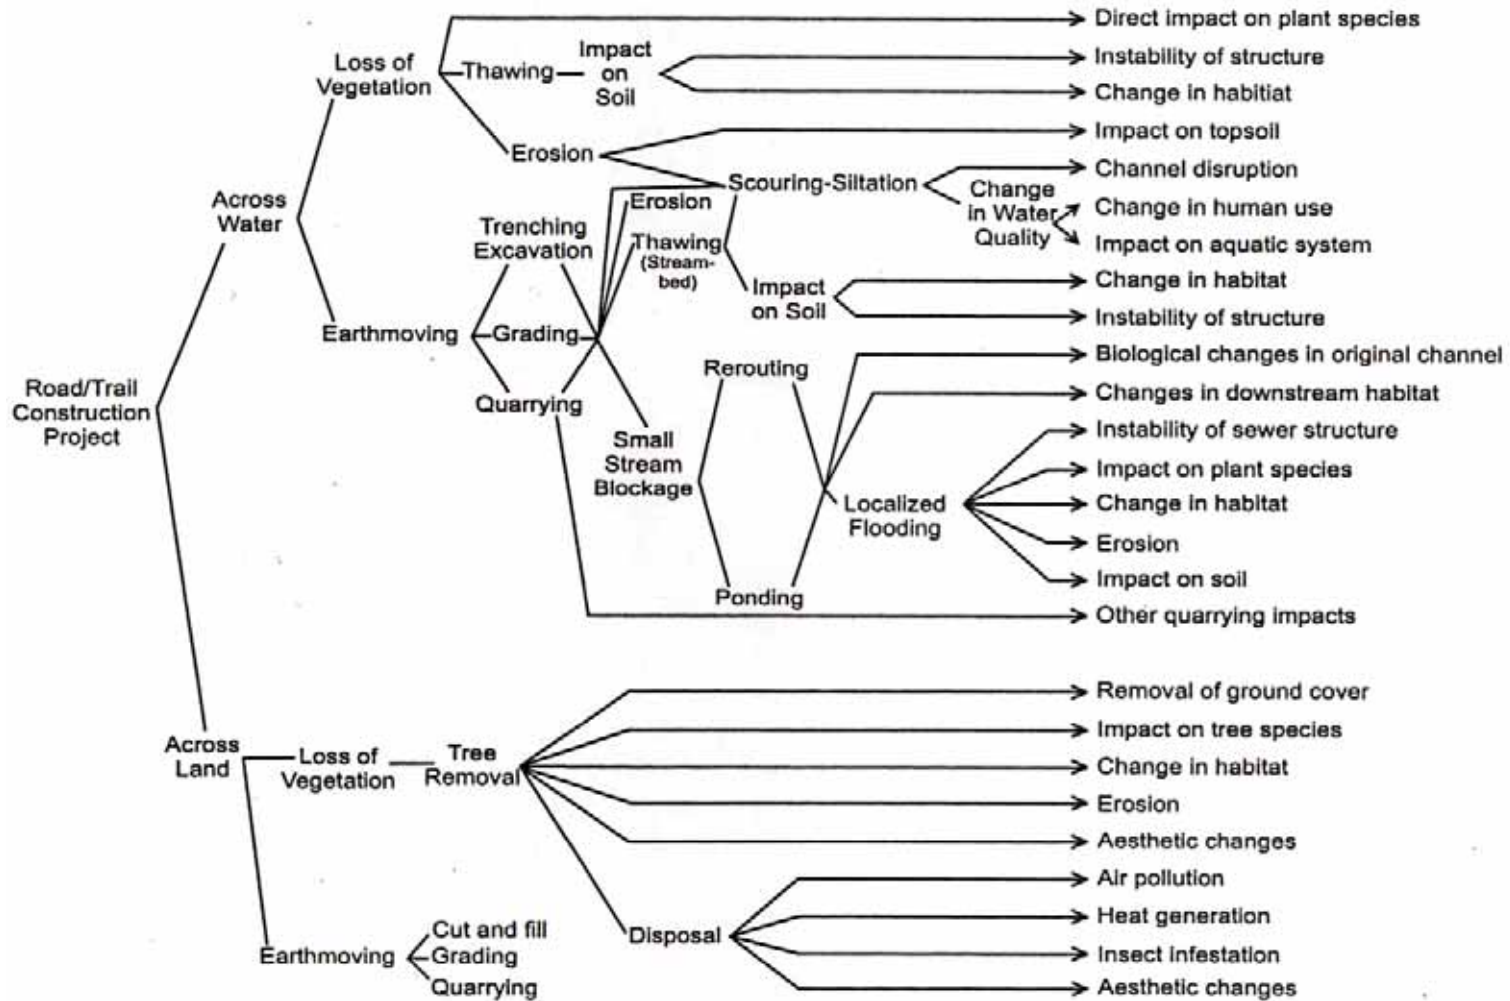 Direct impact on plant species
Loss of
Vegetation
Thawing
Impact
on
Soil
Instability of structure
Change in habitiat
Erosion
Impact on topsoil
Across
Water
Scouring-Siltation
Channel disruption
Change
in Water
Quality
Change in human use
Impact on aquatic system
Erosion
Trenching
Excavation
Thawing
(Stream-
bed)
Impact
on Soil
Change in habitat
Instability of structure
Earthmoving
Grading
Quarrying
Road/Trail
Construction
Project
Rerouting
Biological changes in original channel
Changes in downstream habitat
Small
Stream
Blockage
Localized
Flooding
Instability of sewer structure
Impact on plant species
Change in habitat
Erosion
Impact on soil
Ponding
Other quarrying impacts
Across
Land
Loss of
Vegetation
Tree
Removal
Removal of ground cover
Impact on tree species
Change in habitat
Erosion
Aesthetic changes
Disposal
Air pollution
Heat generation
Insect infestation
Aesthetic changes
Earthmoving
Cut and fill
Grading
Quarrying